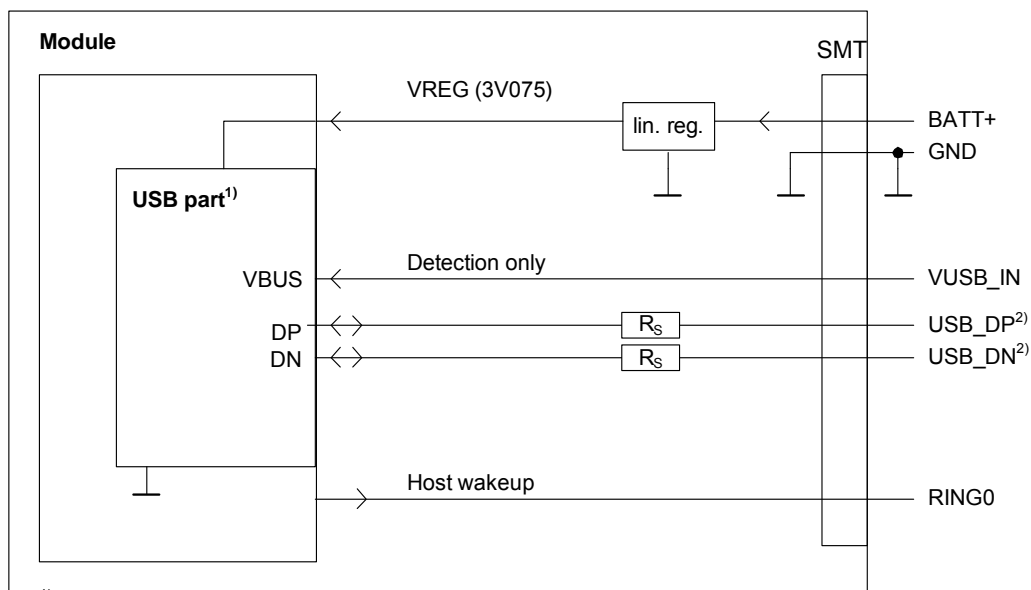 Module
SMT
VREG (3V075)
lin. reg.
BATT+
GND
USB part1)
Detection only
VBUS
VUSB_IN
DP
RS
USB_DP2)
DN
RS
USB_DN2)
Host wakeup
RING0